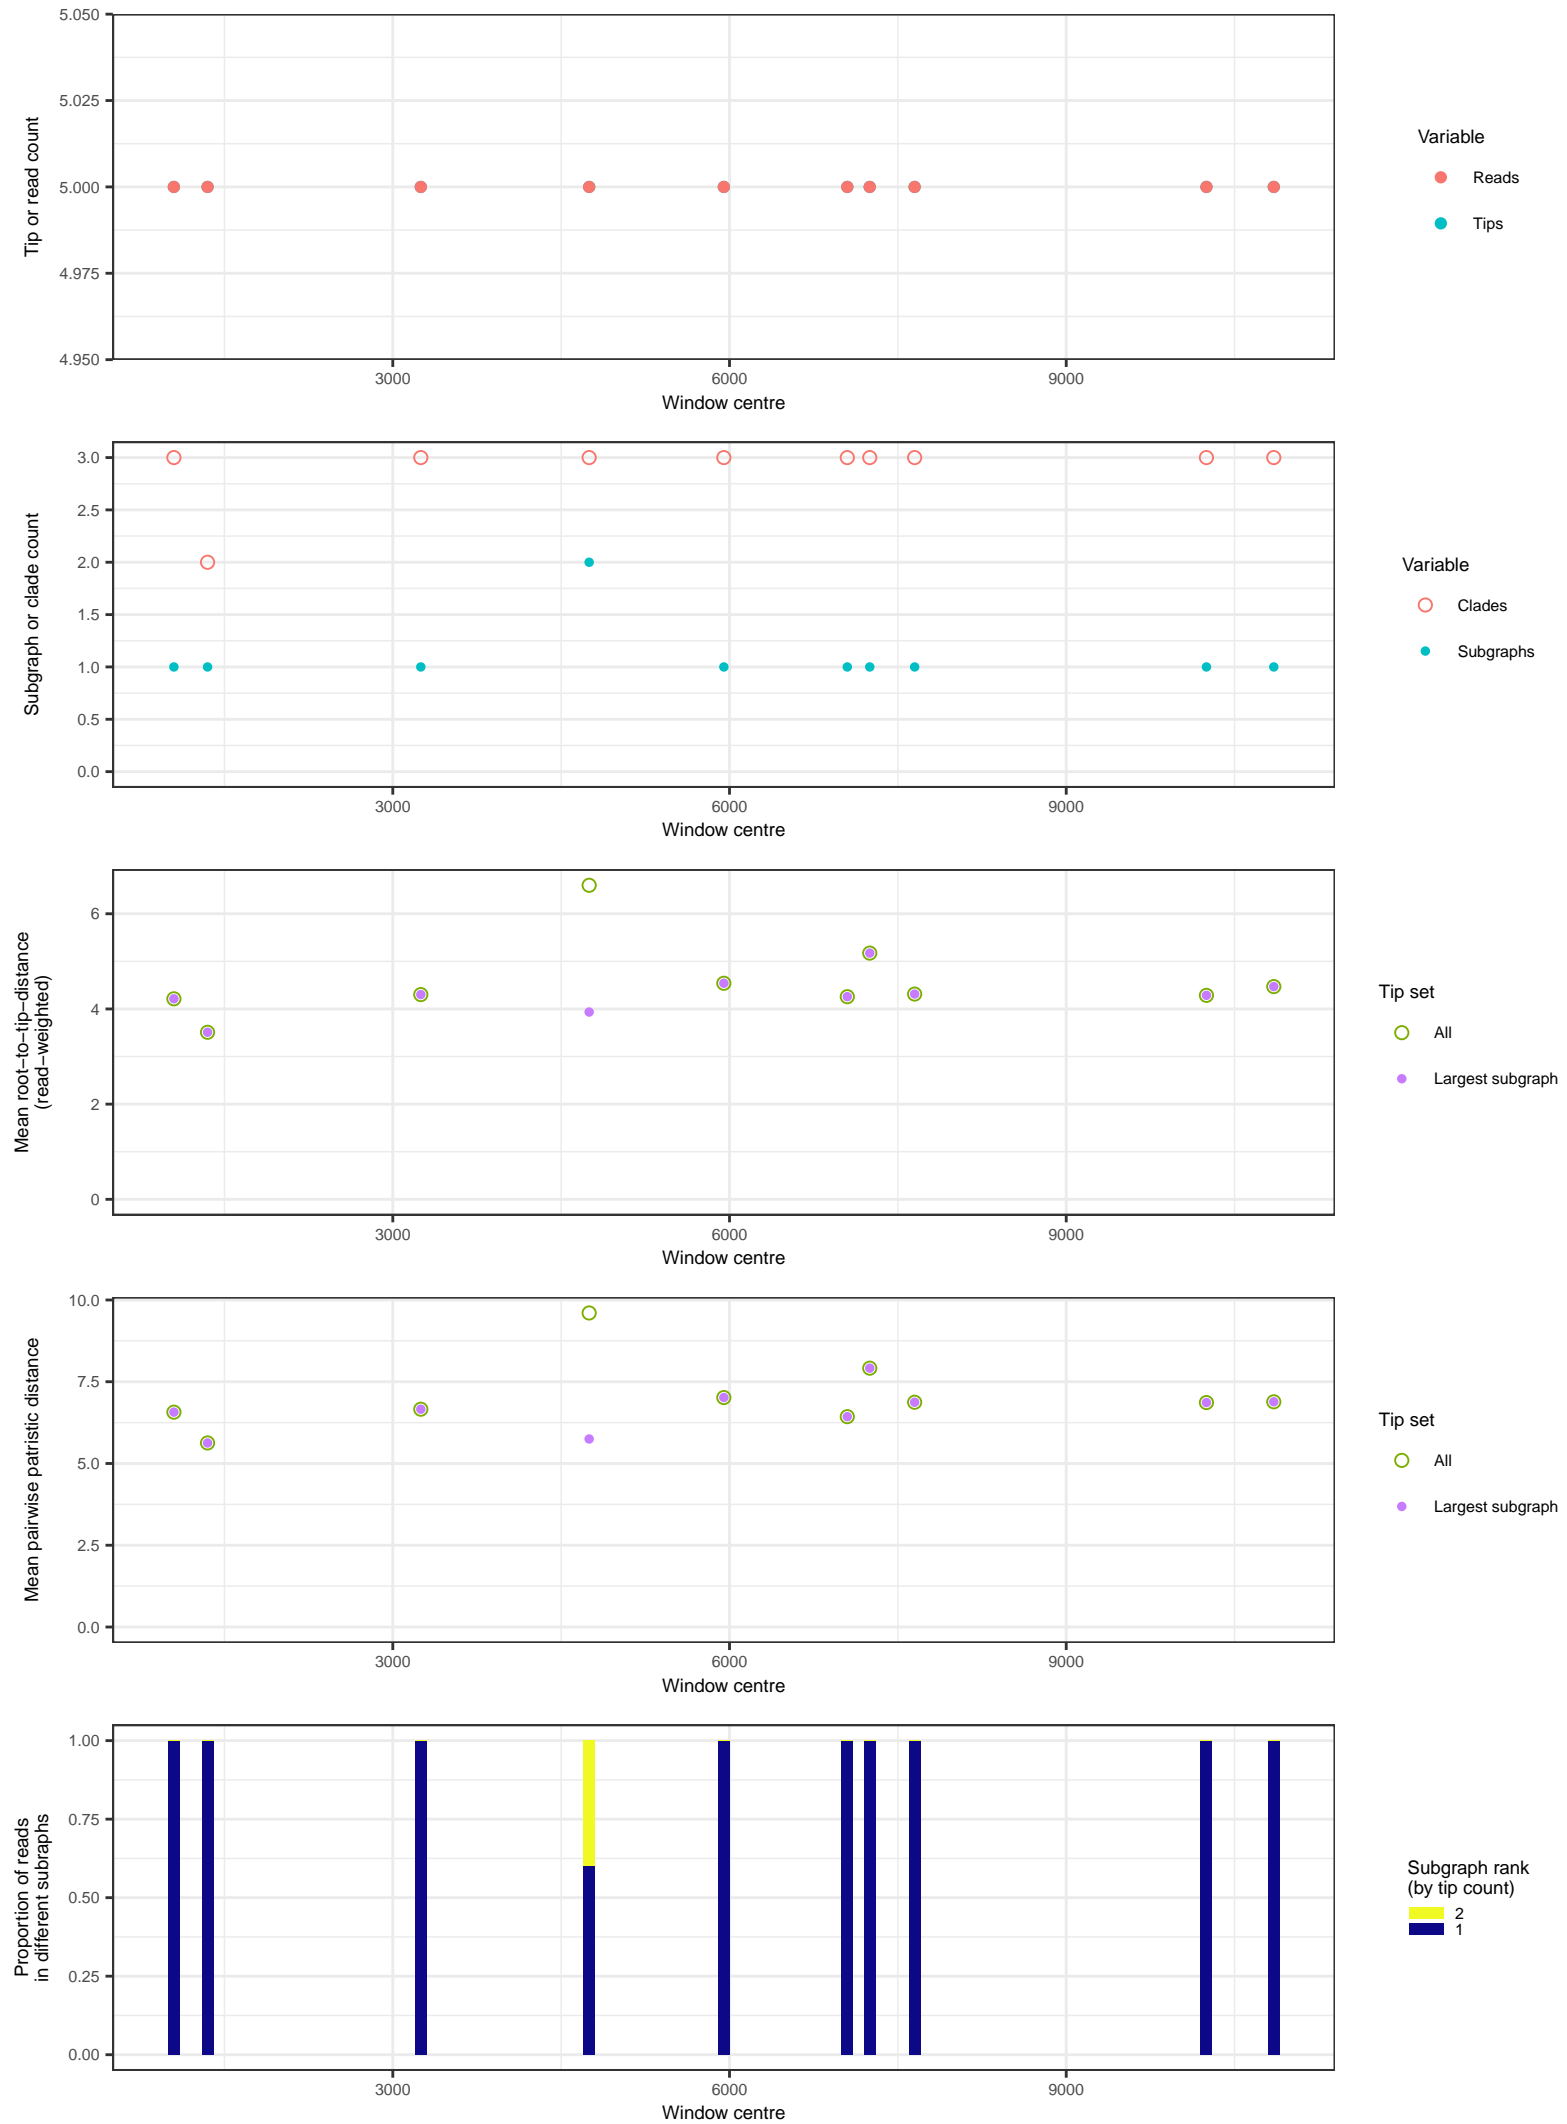 5.050
5.025
5.000
4.975
4.950
Tip or read count
3000 6000 9000
Window centre
Variable
Reads
Tips
3.0
2.5
2.0
1.5
1.0
0.5
0.0
Subgraph or clade count
3000 6000 9000
Window centre
Variable
Clades
Subgraphs
6
4
2
0
Mean root−to−tip−distance
(read−weighted)
3000 6000 9000
Window centre
Tip set
All
Largest subgraph
10.0
7.5
5.0
2.5
0.0
Mean pairwise patristic distance
3000 6000 9000
Window centre
Tip set
All
Largest subgraph
1.00
0.75
0.50
0.25
0.00
Proportion of reads
in different subraphs
3000 6000 9000
Window centre
Subgraph rank
(by tip count)
2
1